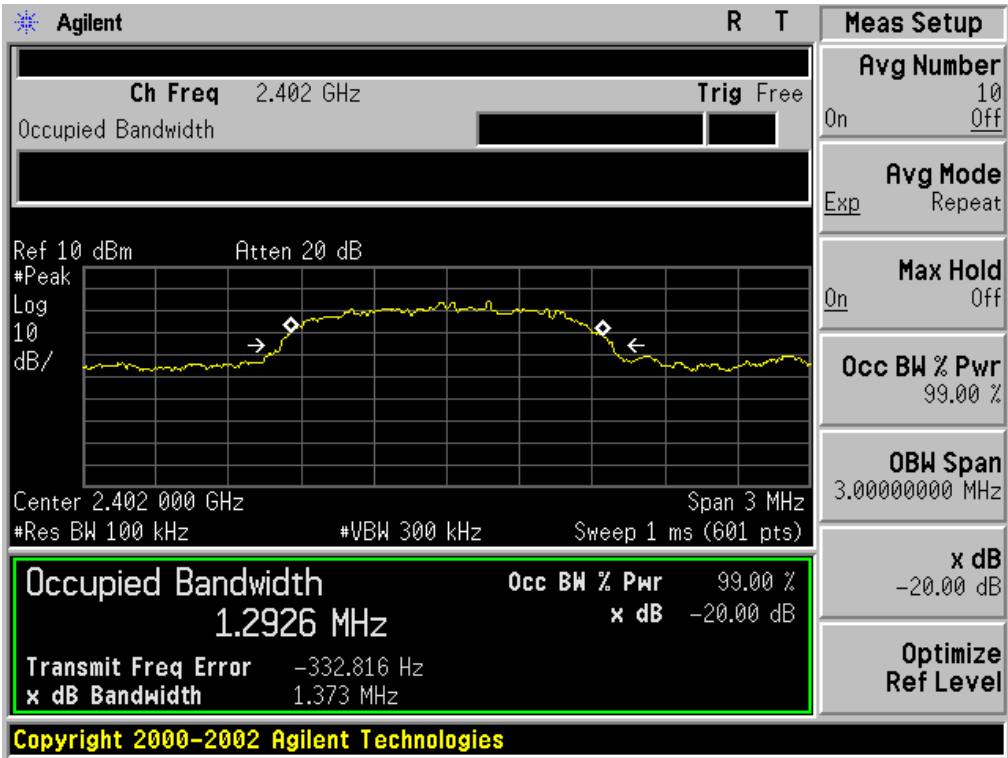 Agilent R T
Ch Freq 2.402 GHz Trig Free
Occupied Bandwidth
Ref 10 dBm Atten 20 dB
#Peak
Log
10
dB/
Center 2.402 000 GHz Span 3 MHz
#Res BW 100 kHz #VBW 300 kHz Sweep 1 ms (601 pts)
Occupied Bandwidth Occ BW % Pwr 99.00 %
1.2926 MHz x dB -20.00 dB
Transmit Freq Error -332.816 Hz
x dB Bandwidth 1.373 MHz
Copyright 2000-2002 Agilent Technologies
Meas Setup
Avg Number
10
On Off
Avg Mode
Exp Repeat
Max Hold
On Off
Occ BW % Pwr
99.00 %
OBW Span
3.00000000 MHz
x dB
-20.00 dB
Optimize
Ref Level